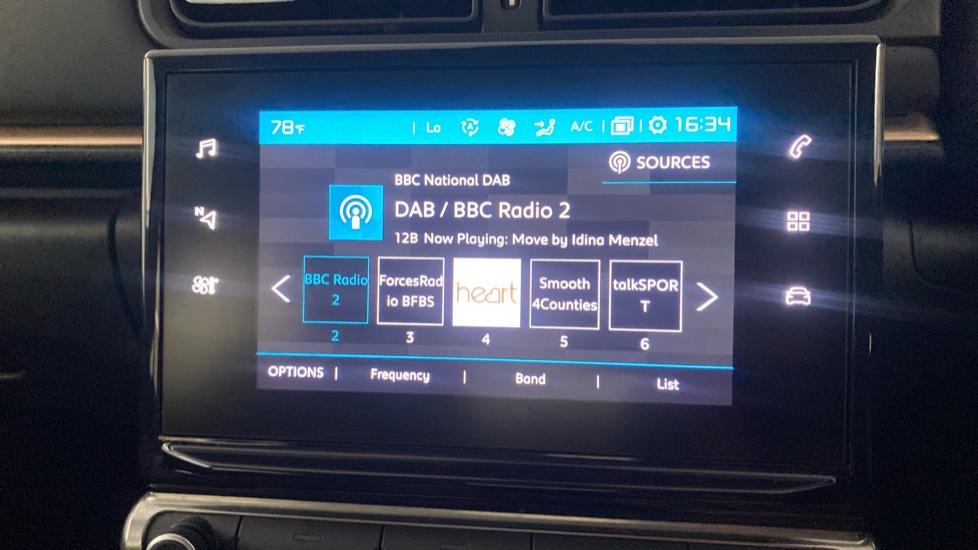 78°F | Lo A/C | | 16:34
SOURCES
BBC National DAB
DAB / BBC Radio 2
12B Now Playing: Move by Idina Menzel
N
BBC Radio
2
ForcesRad
io BFBS
heart
Smooth
4Counties
talkSPOR
T
2 3 4 5 6
OPTIONS | Frequency | Band | List